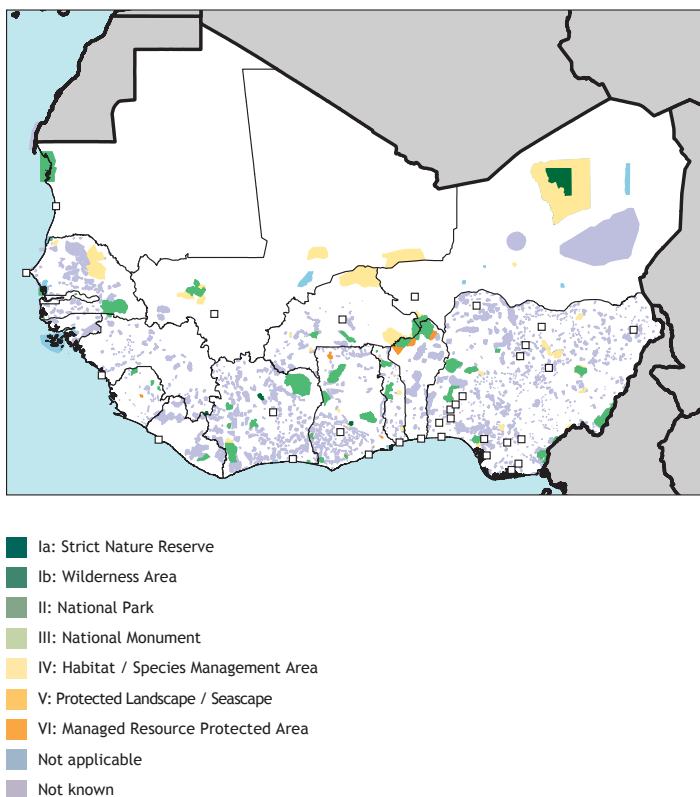 Ia: Strict Nature Reserve
Ib: Wilderness Area
II: National Park
III: National Monument
IV: Habitat / Species Management Area
V: Protected Landscape / Seascape
VI: Managed Resource Protected Area
Not applicable
Not known